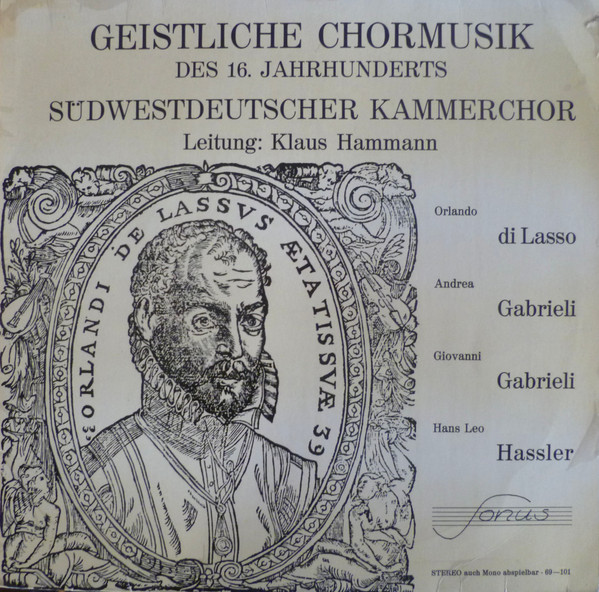 GEISTLICHE CHORMUSIK
DES 16. JAHRHUNDERTS
SÜDWESTDEUTSCHER KAMMERCHOR
Leitung: Klaus Hammann
ORLANDI DE LASSVS ÆTATIS SVÆ 39
Orlando
di Lasso
Andrea
Gabrieli
Giovanni
Gabrieli
Hans Leo
Hassler
Sonus
STEREO auch Mono abspielbar - 69—101